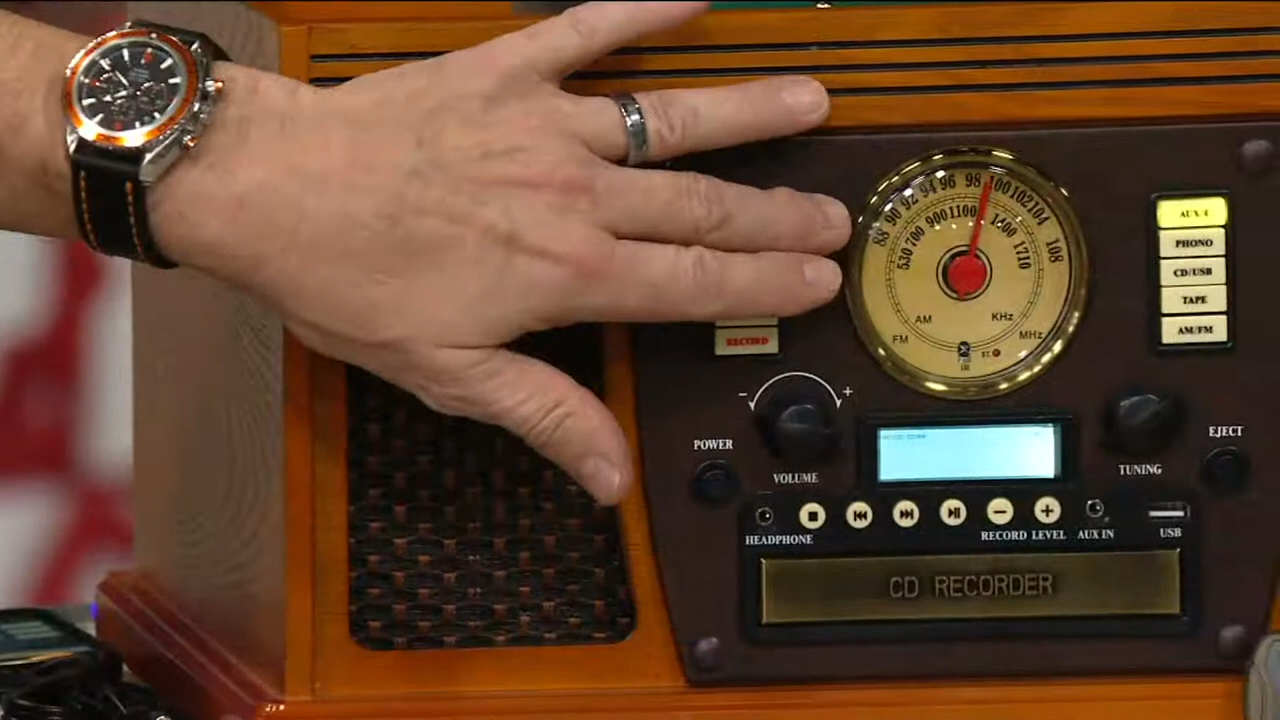 88 90 92 94 96 98 100 102 104 108
530 700 900 1100 1400 1710
AM KHz
FM MHz
ST.
IR
AUX-1
PHONO
CD/USB
TAPE
AM/FM
RECORD
- +
POWER
VOLUME
TUNING
EJECT
HEADPHONE
RECORD LEVEL
AUX IN
USB
CD RECORDER